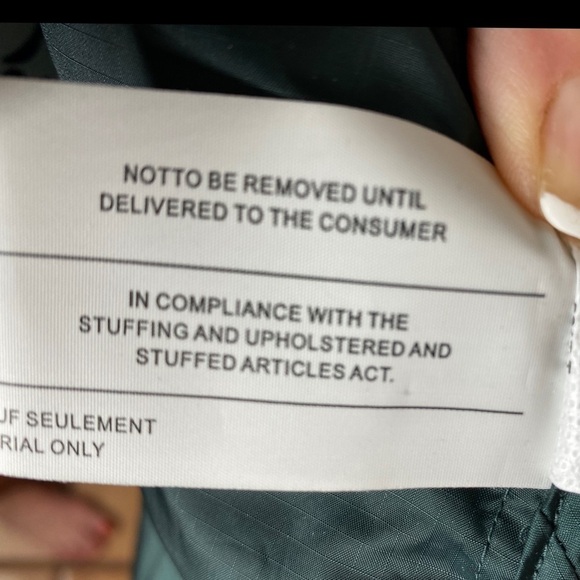 NOTTO BE REMOVED UNTIL
DELIVERED TO THE CONSUMER
IN COMPLIANCE WITH THE
STUFFING AND UPHOLSTERED AND
STUFFED ARTICLES ACT.
UF SEULEMENT
RIAL ONLY